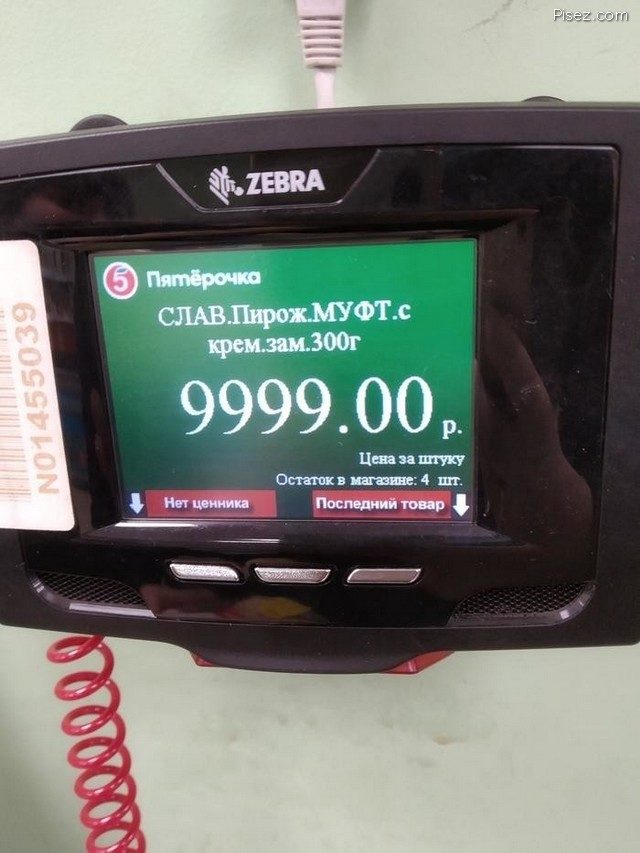 Pisez.com
ZEBRA
5 Пятёрочка
СЛАВ.Пирож.МУФТ.с
крем.зам.300г
9999.00 р.
Цена за штуку
Остаток в магазине: 4 шт.
Нет ценника
Последний товар
N01455039